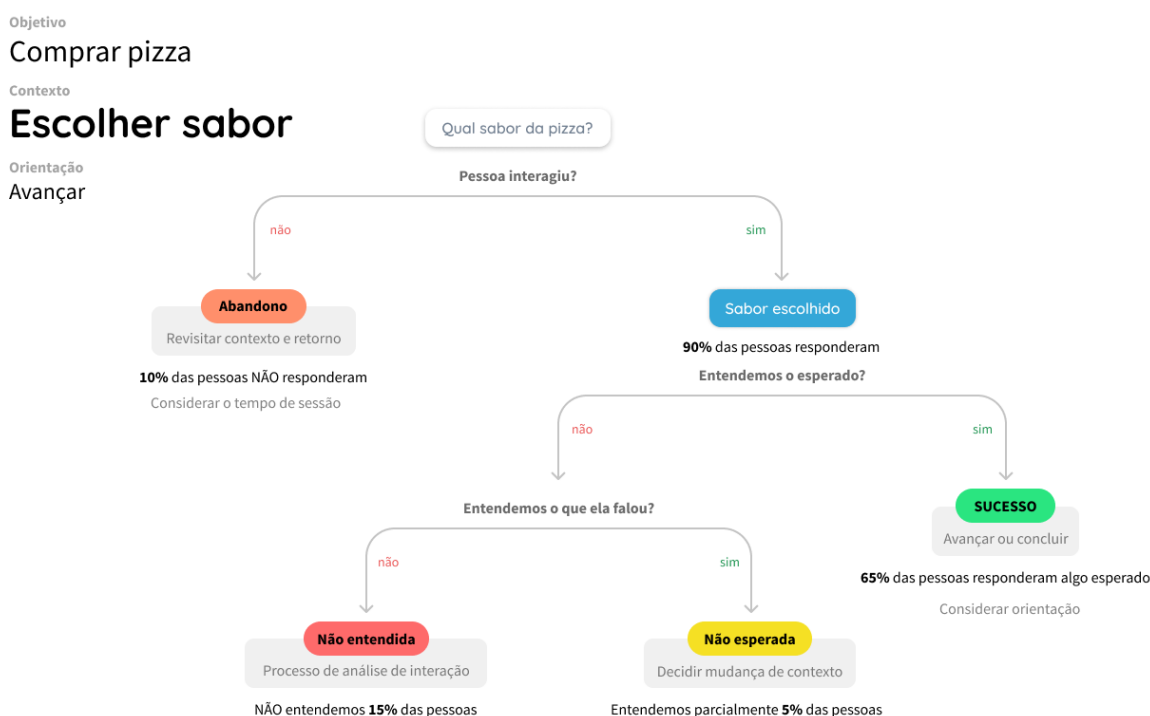 Objetivo
Comprar pizza
Contexto
Escolher sabor
Orientação
Avançar
Qual sabor da pizza?
Pessoa interagiu?
não
sim
Abandono
Revisitar contexto e retorno
10% das pessoas NÃO responderam
Considerar o tempo de sessão
Sabor escolhido
90% das pessoas responderam
Entendemos o esperado?
não
sim
Entendemos o que ela falou?
não
sim
SUCESSO
Avançar ou concluir
65% das pessoas responderam algo esperado
Considerar orientação
Não entendida
Processo de análise de interação
NÃO entendemos 15% das pessoas
Não esperada
Decidir mudança de contexto
Entendemos parcialmente 5% das pessoas